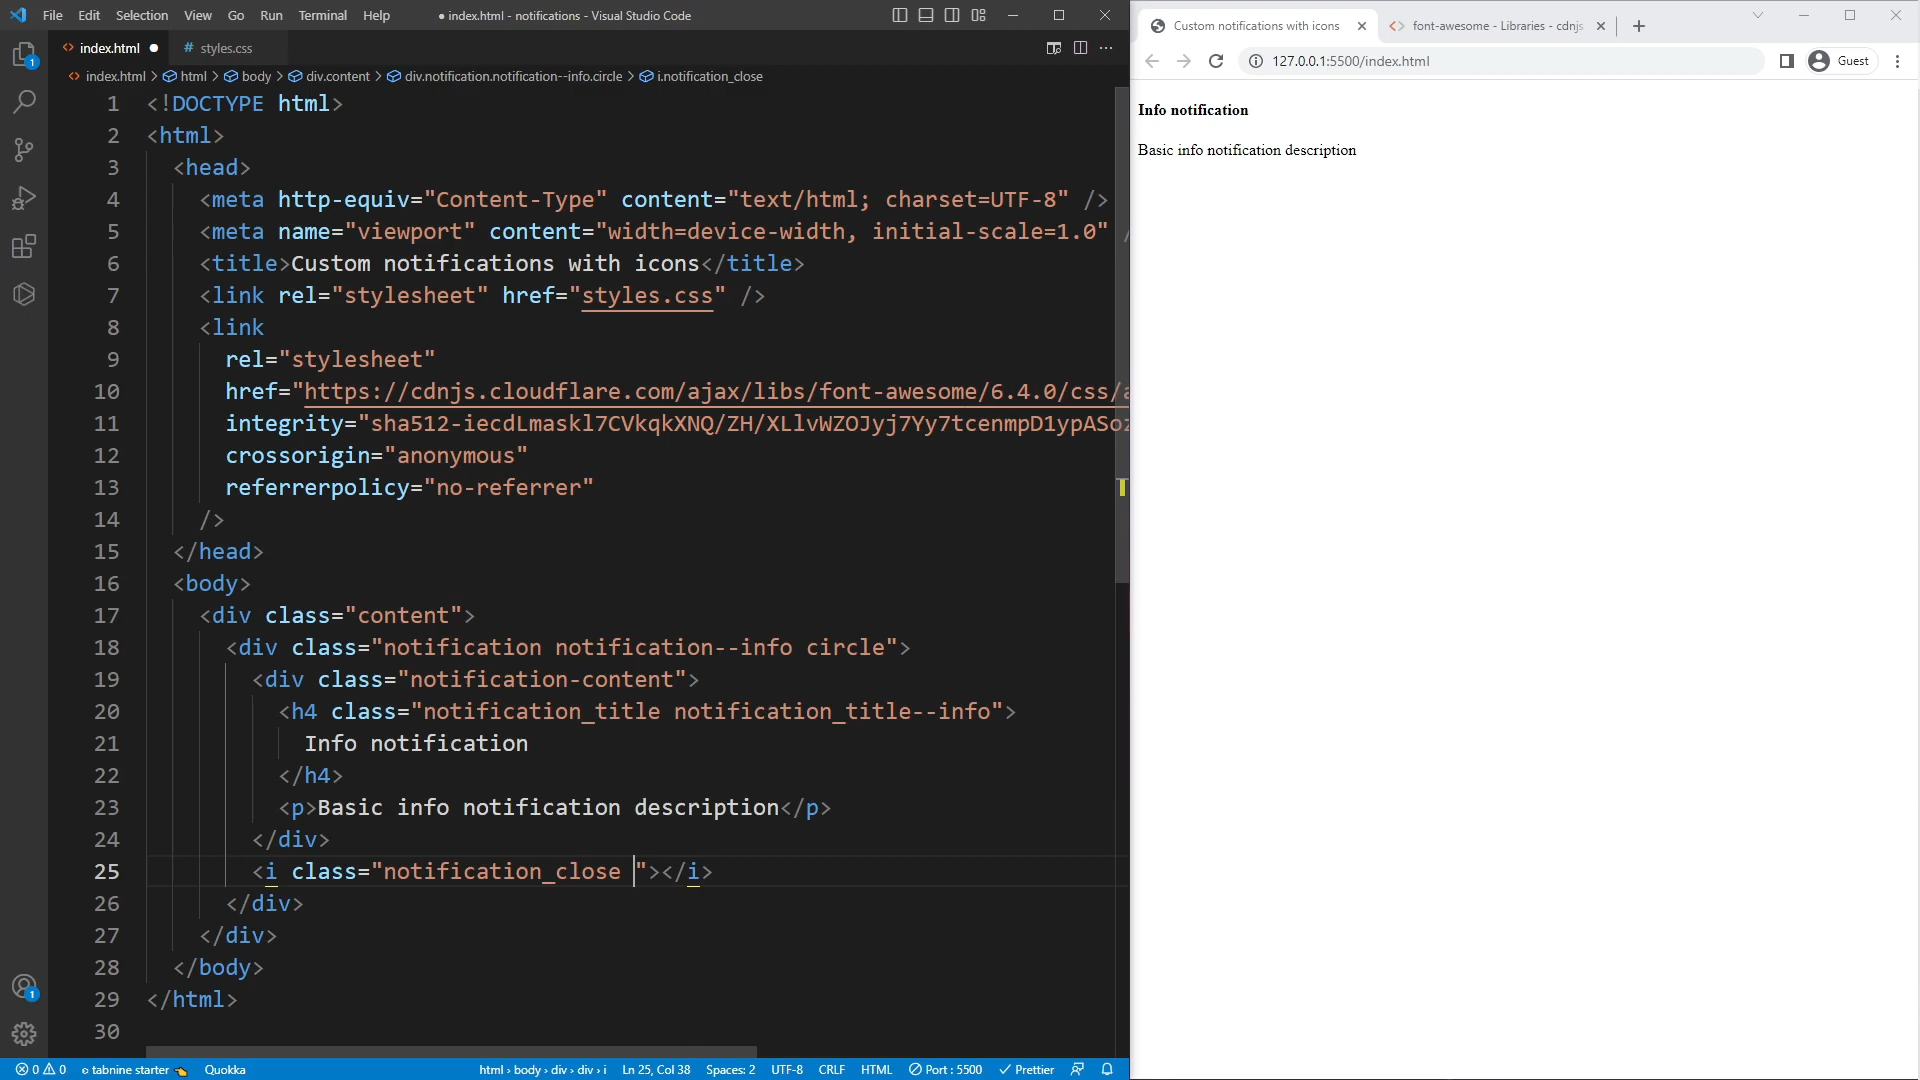 File Edit Selection View Go Run Terminal Help
● index.html - notifications - Visual Studio Code
index.html ●
# styles.css
index.html > html > body > div.content > div.notification.notification--info.circle > i.notification_close
1 <!DOCTYPE html>
2 <html>
3 <head>
4 <meta http-equiv="Content-Type" content="text/html; charset=UTF-8" />
5 <meta name="viewport" content="width=device-width, initial-scale=1.0" /
6 <title>Custom notifications with icons</title>
7 <link rel="stylesheet" href="styles.css" />
8 <link
9 rel="stylesheet"
10 href="https://cdnjs.cloudflare.com/ajax/libs/font-awesome/6.4.0/css/a
11 integrity="sha512-iecdLmaskl7CVkqkXNQ/ZH/XLlvWZOJyj7Yy7tcenmpD1ypASoz
12 crossorigin="anonymous"
13 referrerpolicy="no-referrer"
14 />
15 </head>
16 <body>
17 <div class="content">
18 <div class="notification notification--info circle">
19 <div class="notification-content">
20 <h4 class="notification_title notification_title--info">
21 Info notification
22 </h4>
23 <p>Basic info notification description</p>
24 </div>
25 <i class="notification_close "></i>
26 </div>
27 </div>
28 </body>
29 </html>
30
1
1
0 0 tabnine starter Quokka
html > body > div > div > i Ln 25, Col 38 Spaces: 2 UTF-8 CRLF HTML Port : 5500 Prettier
Custom notifications with icons
font-awesome - Libraries - cdnjs
127.0.0.1:5500/index.html
Guest
Info notification
Basic info notification description